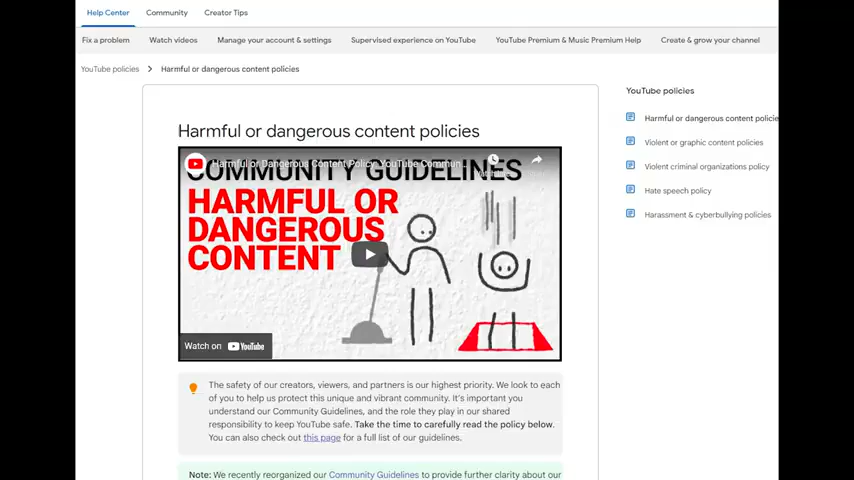 Help Center
Community
Creator Tips
Fix a problem
Watch videos
Manage your account & settings
Supervised experience on YouTube
YouTube Premium & Music Premium Help
Create & grow your channel
YouTube policies
Harmful or dangerous content policies
YouTube policies
Harmful or dangerous content policie
Violent or graphic content policies
Violent criminal organizations policy
Hate speech policy
Harassment & cyberbullying policies
Harmful or dangerous content policies
Harmful or Dangerous Content Policy: YouTube Commun...
COMMUNITY GUIDELINES
HARMFUL OR
DANGEROUS
CONTENT
Watch on YouTube
The safety of our creators, viewers, and partners is our highest priority. We look to each
of you to help us protect this unique and vibrant community. It's important you
understand our Community Guidelines, and the role they play in our shared
responsibility to keep YouTube safe. Take the time to carefully read the policy below.
You can also check out this page for a full list of our guidelines.
Note: We recently reorganized our Community Guidelines to provide further clarity about our